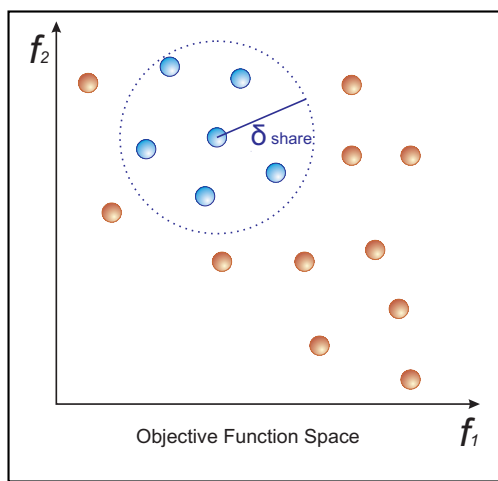 f2
δ share
Objective Function Space
f1